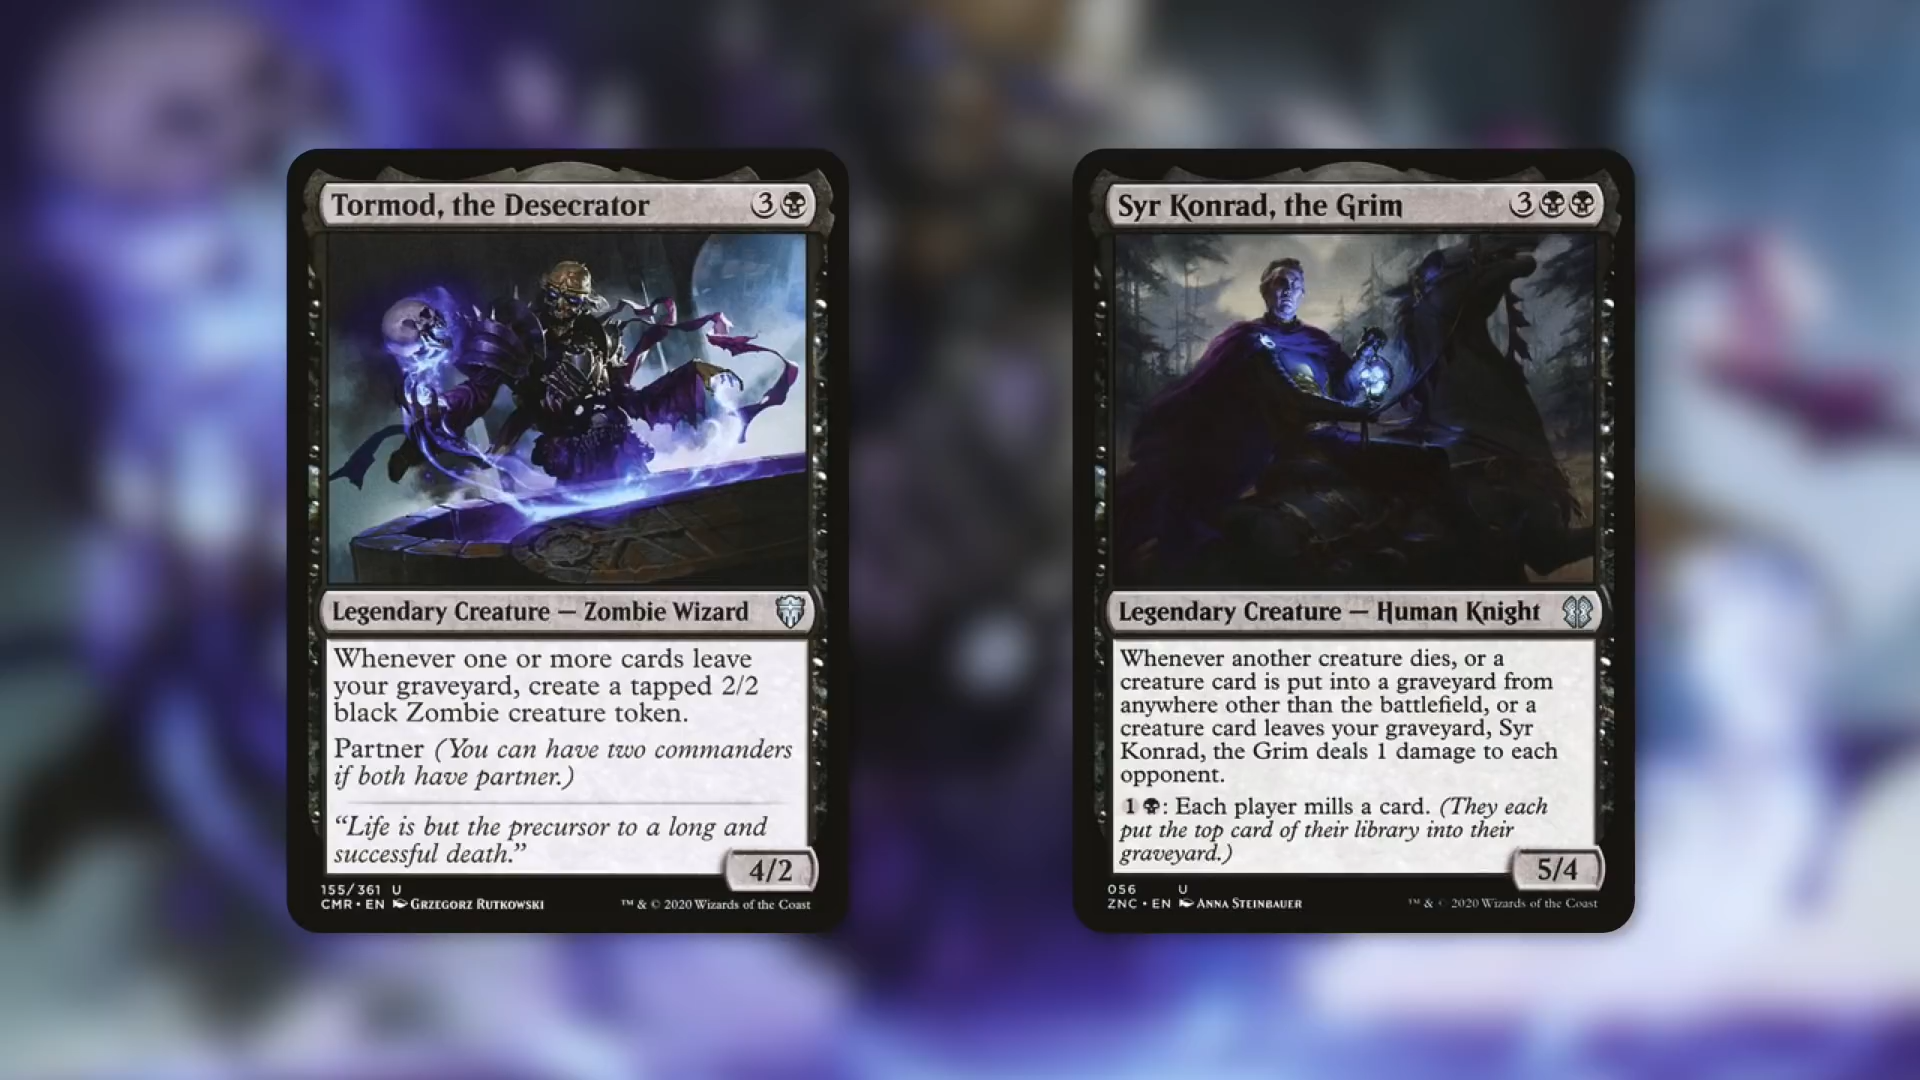 Tormod, the Desecrator 3
Legendary Creature — Zombie Wizard
Whenever one or more cards leave
your graveyard, create a tapped 2/2
black Zombie creature token.
Partner (You can have two commanders
if both have partner.)
“Life is but the precursor to a long and
successful death.”
4/2
155/361 U
CMR • EN GRZEGORZ RUTKOWSKI
™ & © 2020 Wizards of the Coast
Syr Konrad, the Grim 3
Legendary Creature — Human Knight
Whenever another creature dies, or a
creature card is put into a graveyard from
anywhere other than the battlefield, or a
creature card leaves your graveyard, Syr
Konrad, the Grim deals 1 damage to each
opponent.
1 : Each player mills a card. (They each
put the top card of their library into their
graveyard.)
5/4
056 U
ZNC • EN ANNA STEINBAUER
™ & © 2020 Wizards of the Coast